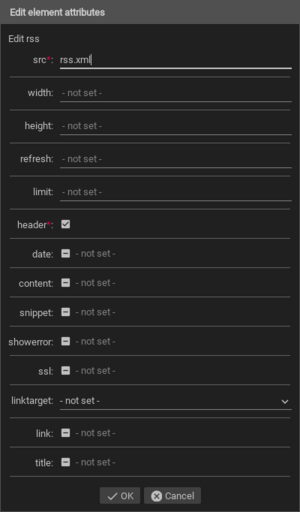 Edit element attributes
Edit rss
src*: rss.xml
width: - not set -
height: - not set -
refresh: - not set -
limit: - not set -
header*:
date: - not set -
content: - not set -
snippet: - not set -
showerror: - not set -
ssl: - not set -
linktarget: - not set -
link: - not set -
title: - not set -
OK Cancel